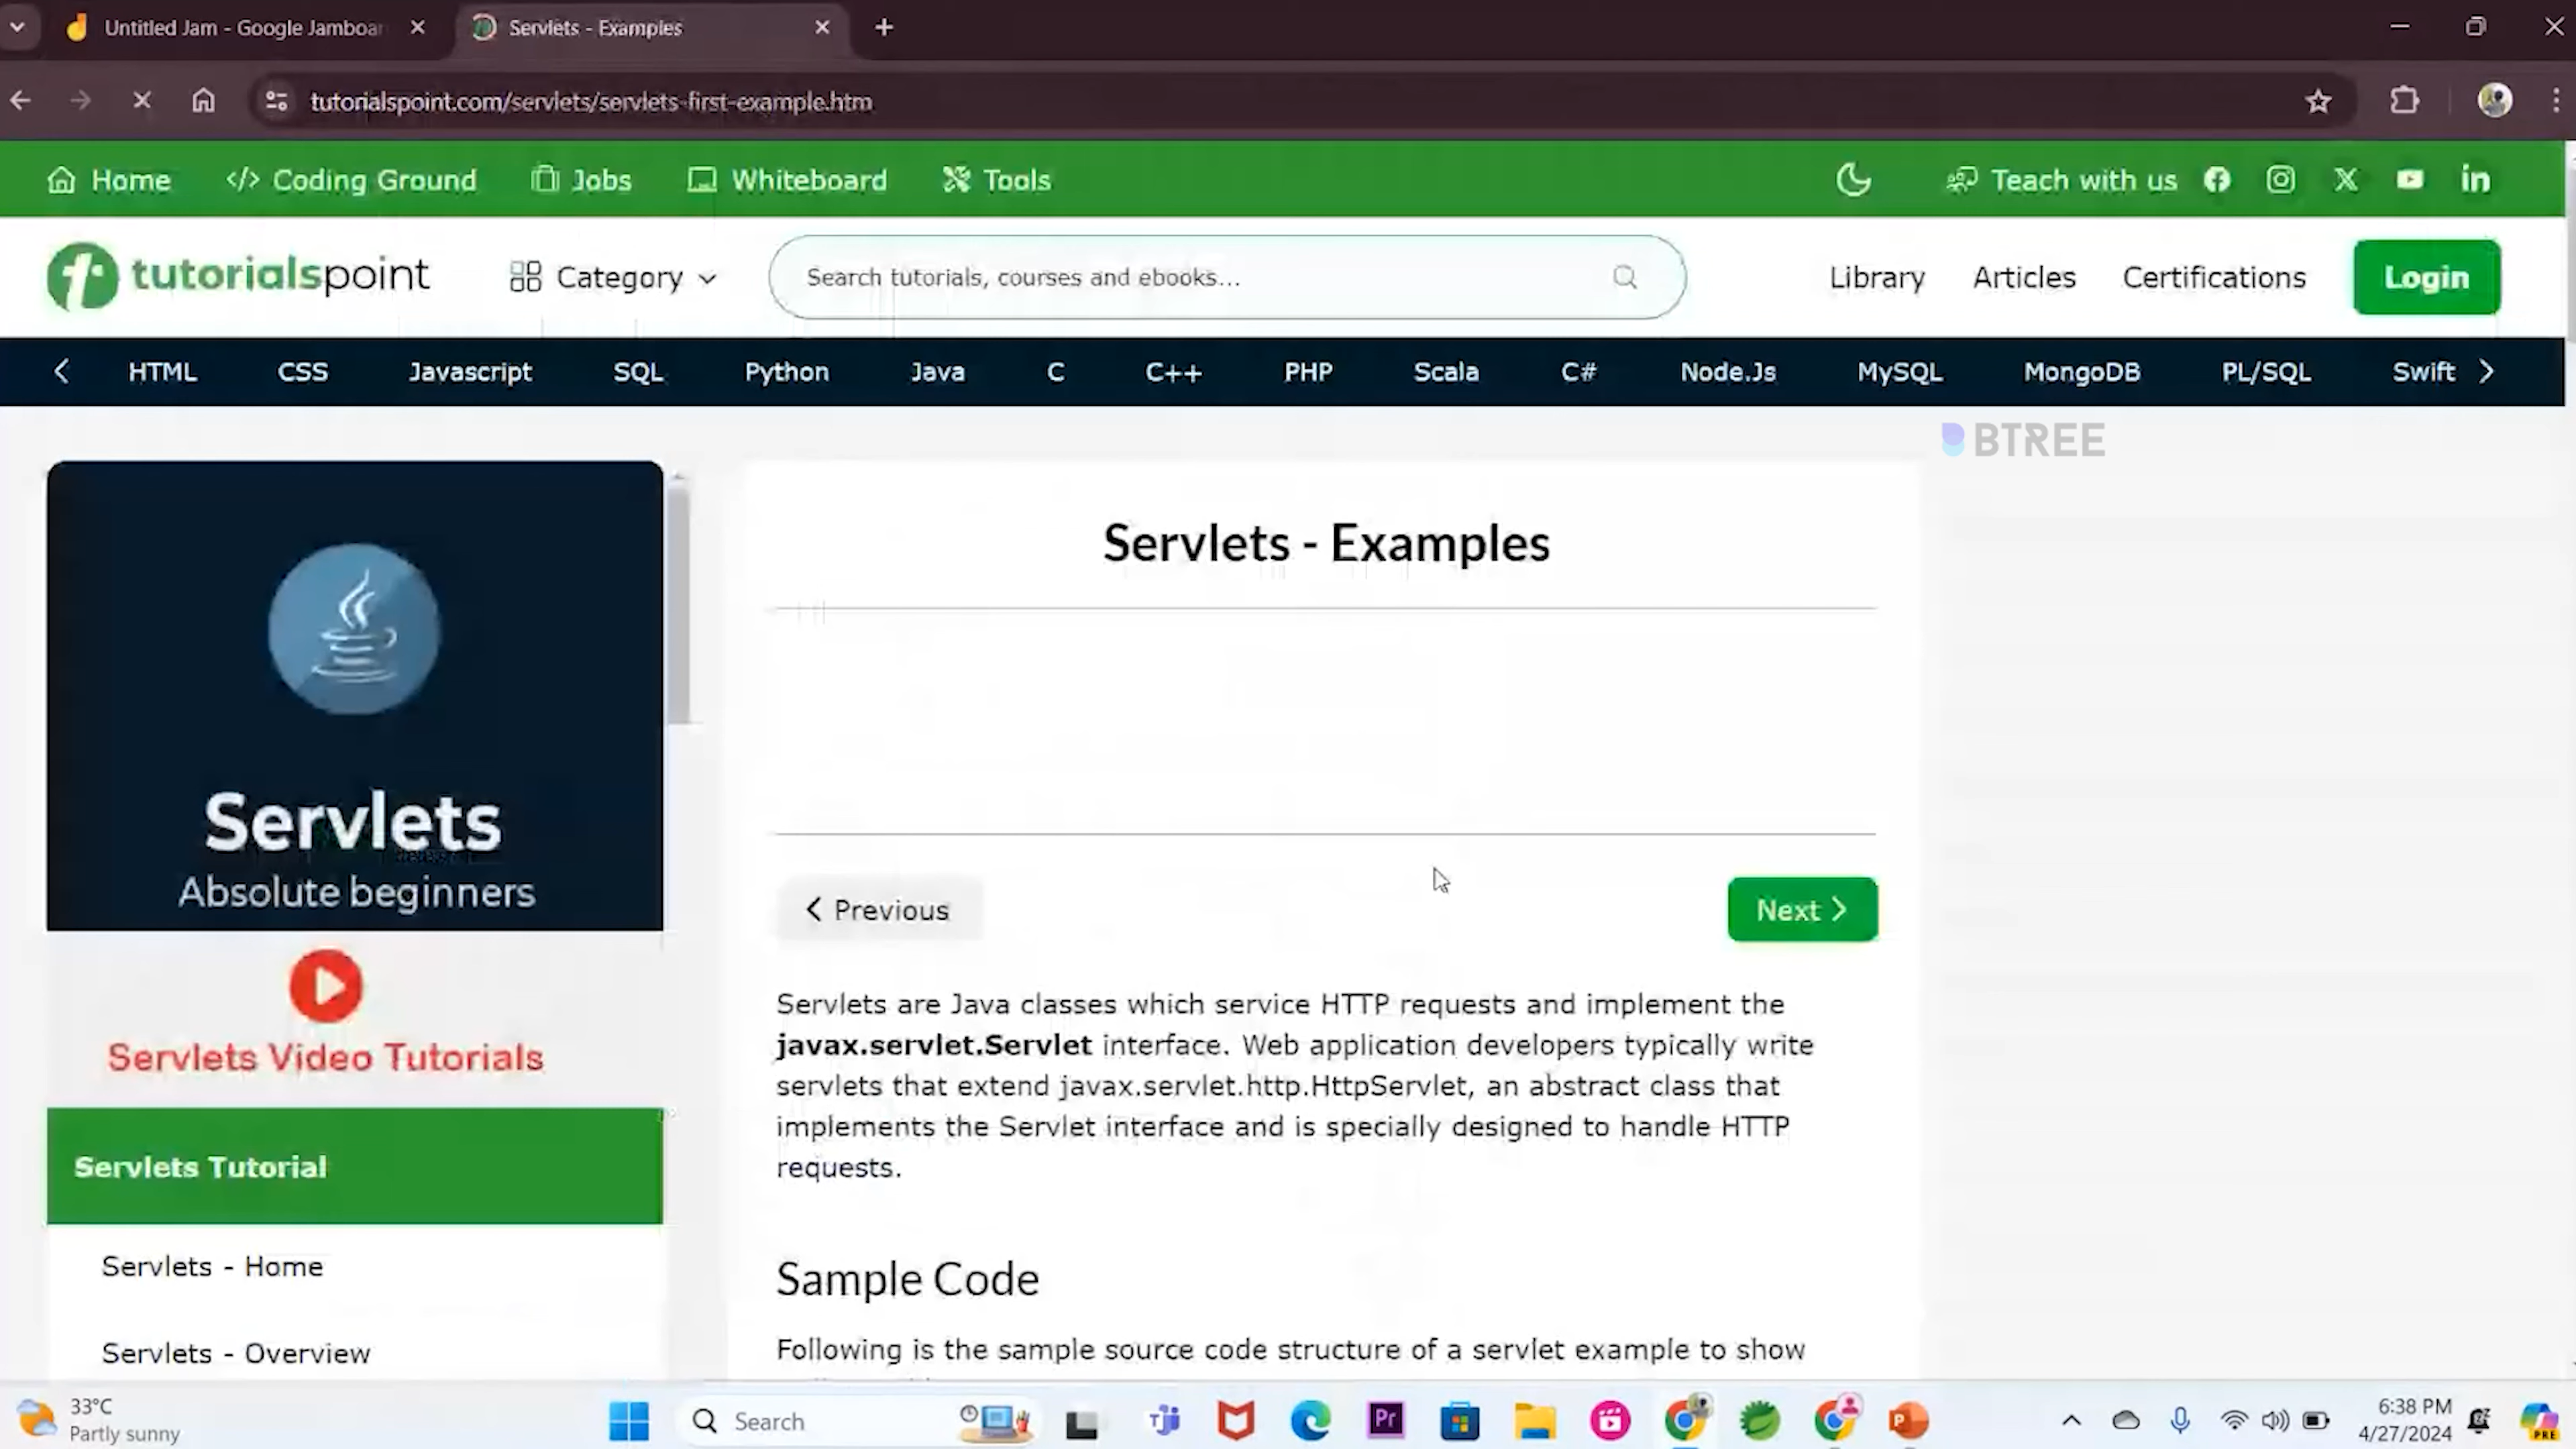 Untitled Jam - Google Jamboar
Servlets - Examples
tutorialspoint.com/servlets/servlets-first-example.htm
Home </> Coding Ground Jobs Whiteboard Tools Teach with us
tutorialspoint Category Search tutorials, courses and ebooks... Library Articles Certifications Login
HTML CSS Javascript SQL Python Java C C++ PHP Scala C# Node.Js MySQL MongoDB PL/SQL Swift
BTREE
Servlets
Absolute beginners
Servlets Video Tutorials
Servlets Tutorial
Servlets - Home
Servlets - Overview
Servlets - Examples
Previous Next
Servlets are Java classes which service HTTP requests and implement the
javax.servlet.Servlet interface. Web application developers typically write
servlets that extend javax.servlet.http.HttpServlet, an abstract class that
implements the Servlet interface and is specially designed to handle HTTP
requests.
Sample Code
Following is the sample source code structure of a servlet example to show
33°C
Partly sunny
Search
Pr
PRE
6:38 PM
4/27/2024